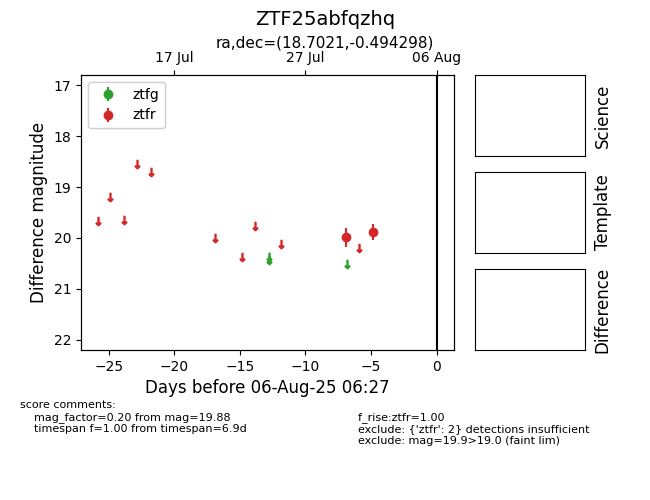 ZTF25abfqzhq
ra,dec=(18.7021,-0.494298)
17 Jul 27 Jul 06 Aug
ztfg
ztfr
17
18
19
20
21
22
Difference magnitude
−25 −20 −15 −10 −5 0
Days before 06-Aug-25 06:27
Science
Template
Difference
score comments:
mag_factor=0.20 from mag=19.88
timespan f=1.00 from timespan=6.9d
f_rise:ztfr=1.00
exclude: {'ztfr': 2} detections insufficient
exclude: mag=19.9>19.0 (faint lim)